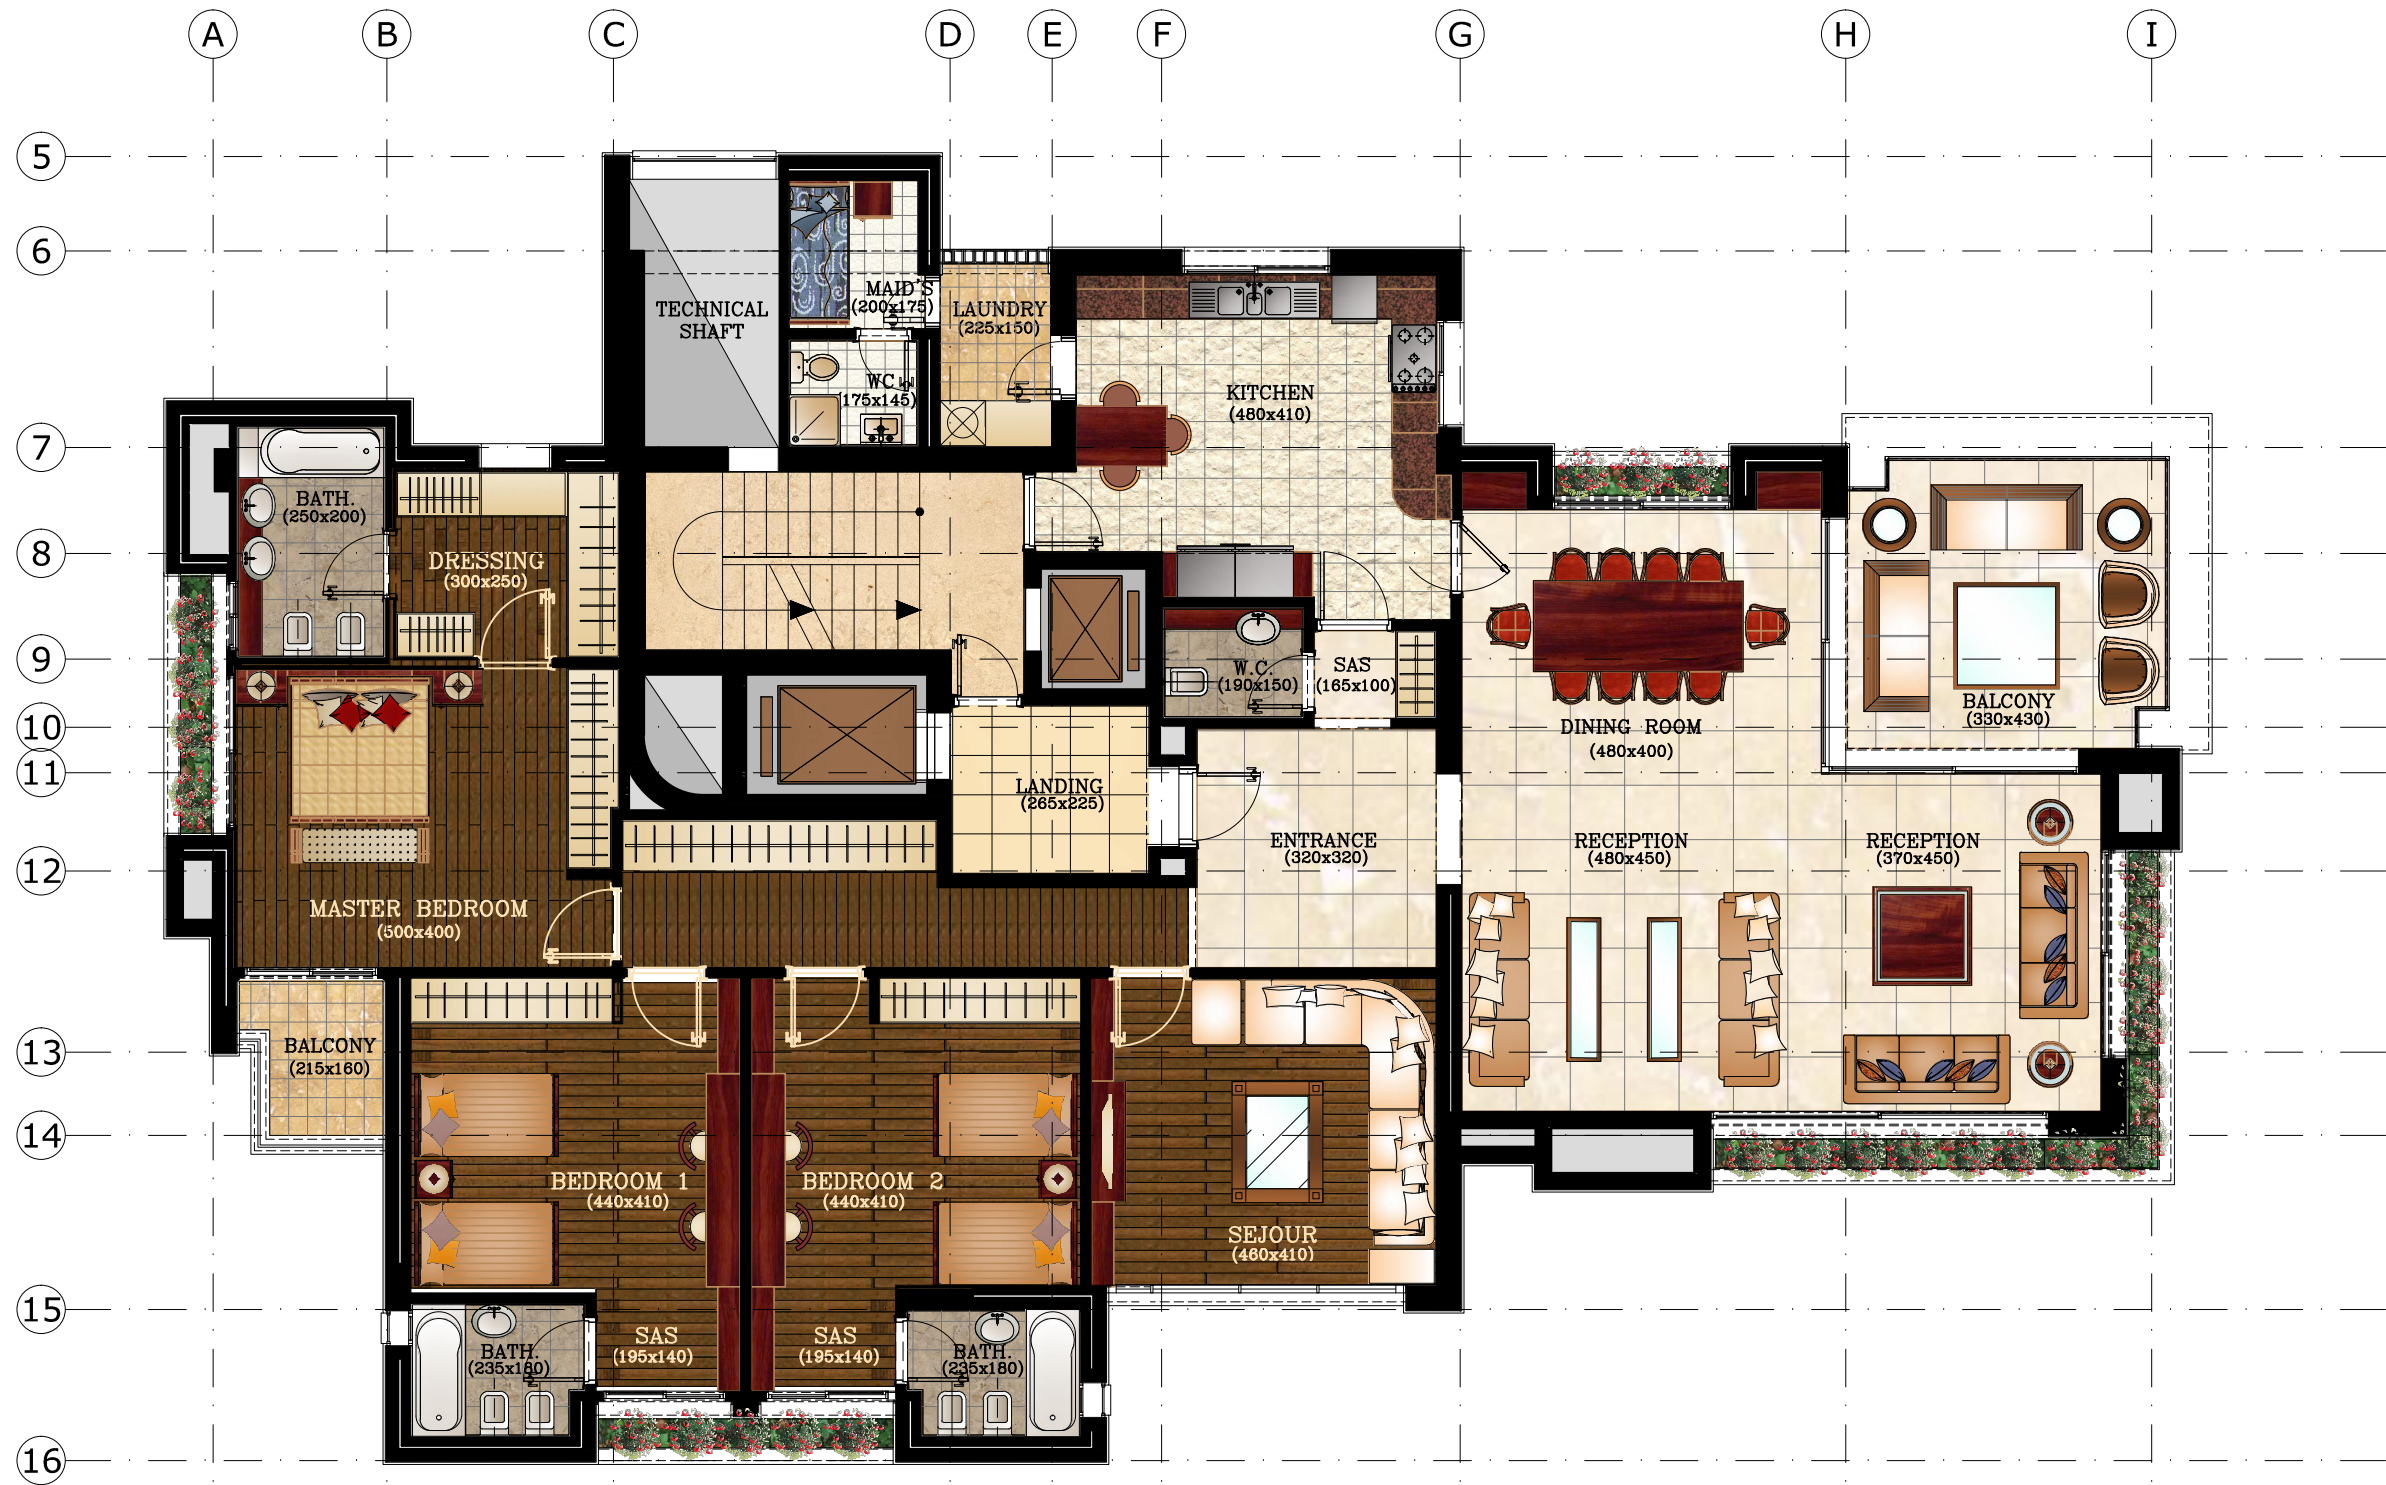 A B C D E F G H I
5
6
7
8
9
10
11
12
13
14
15
16
TECHNICAL
SHAFT
MAID'S
(200x175)
LAUNDRY
(225x150)
WC
(175x145)
KITCHEN
(480x410)
BATH.
(250x200)
DRESSING
(300x250)
W.C.
(190x150)
SAS
(165x100)
DINING ROOM
(480x400)
BALCONY
(330x430)
LANDING
(265x225)
ENTRANCE
(320x320)
RECEPTION
(480x450)
RECEPTION
(370x450)
MASTER BEDROOM
(500x400)
BALCONY
(215x160)
BEDROOM 1
(440x410)
BEDROOM 2
(440x410)
SEJOUR
(460x410)
BATH.
(235x180)
SAS
(195x140)
SAS
(195x140)
BATH.
(235x180)